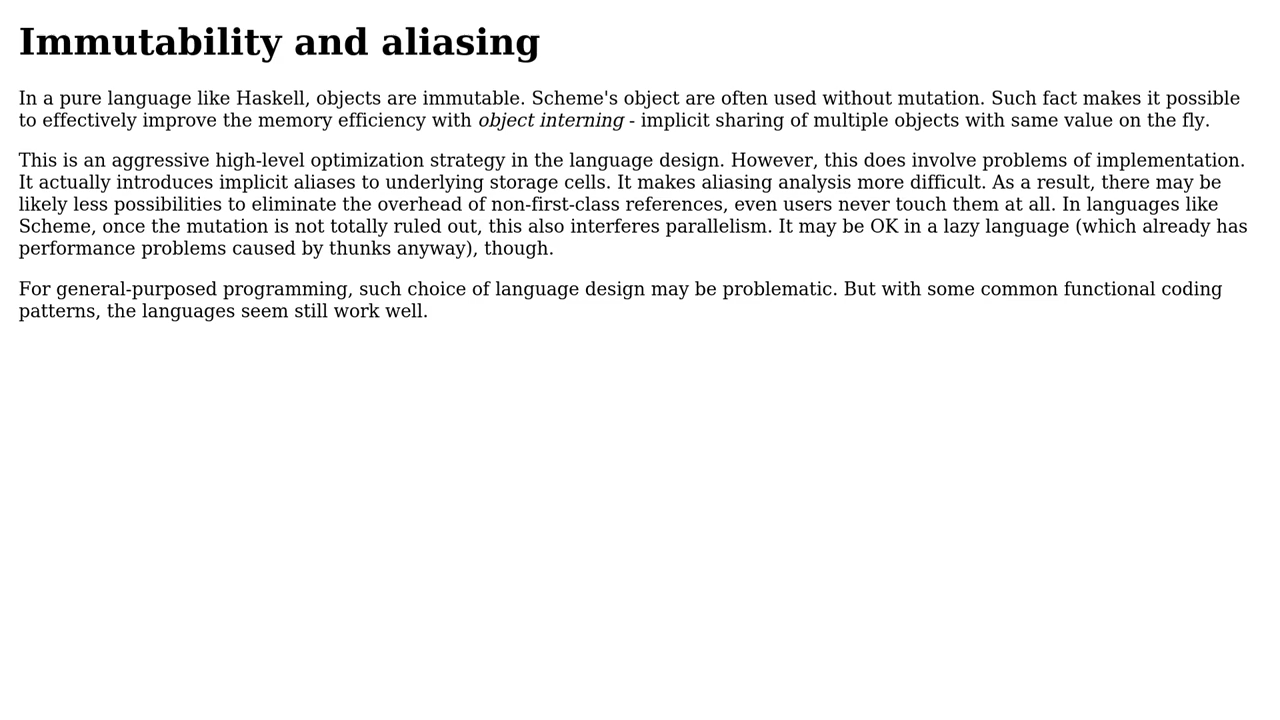 Immutability and aliasing
In a pure language like Haskell, objects are immutable. Scheme's object are often used without mutation. Such fact makes it possible
to effectively improve the memory efficiency with object interning - implicit sharing of multiple objects with same value on the fly.
This is an aggressive high-level optimization strategy in the language design. However, this does involve problems of implementation.
It actually introduces implicit aliases to underlying storage cells. It makes aliasing analysis more difficult. As a result, there may be
likely less possibilities to eliminate the overhead of non-first-class references, even users never touch them at all. In languages like
Scheme, once the mutation is not totally ruled out, this also interferes parallelism. It may be OK in a lazy language (which already has
performance problems caused by thunks anyway), though.
For general-purposed programming, such choice of language design may be problematic. But with some common functional coding
patterns, the languages seem still work well.